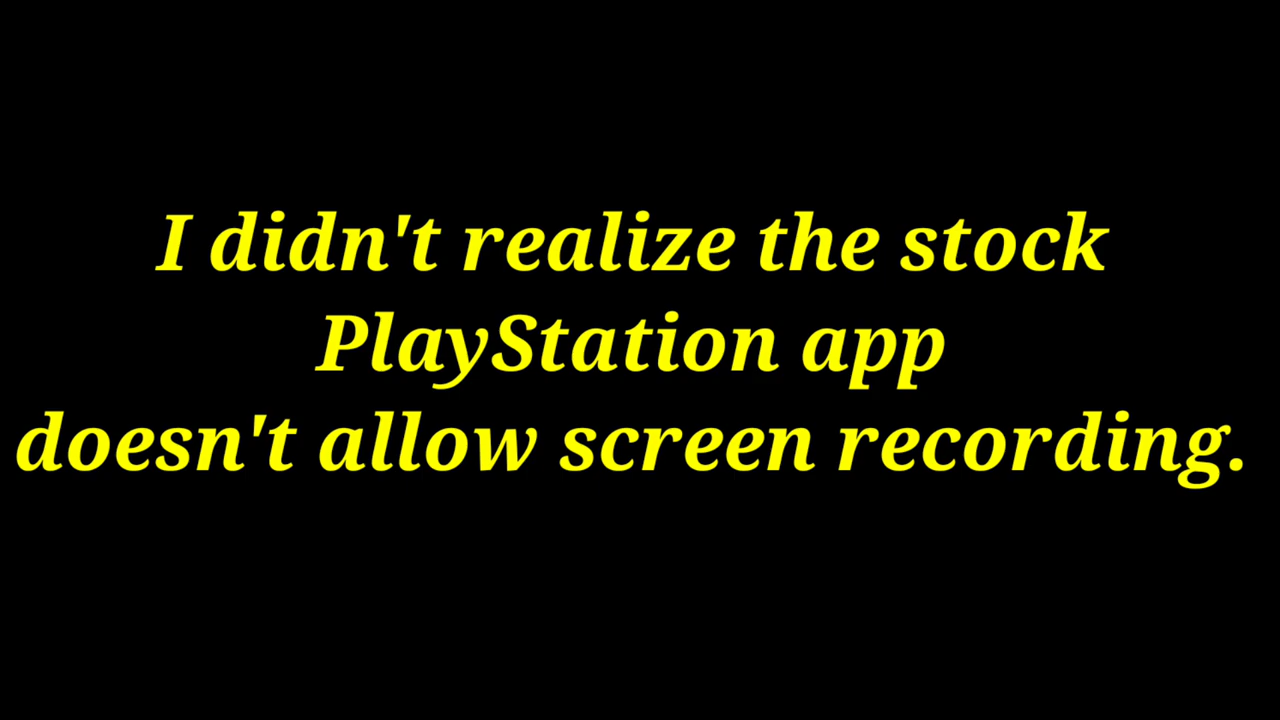 I didn't realize the stock
PlayStation app
doesn't allow screen recording.